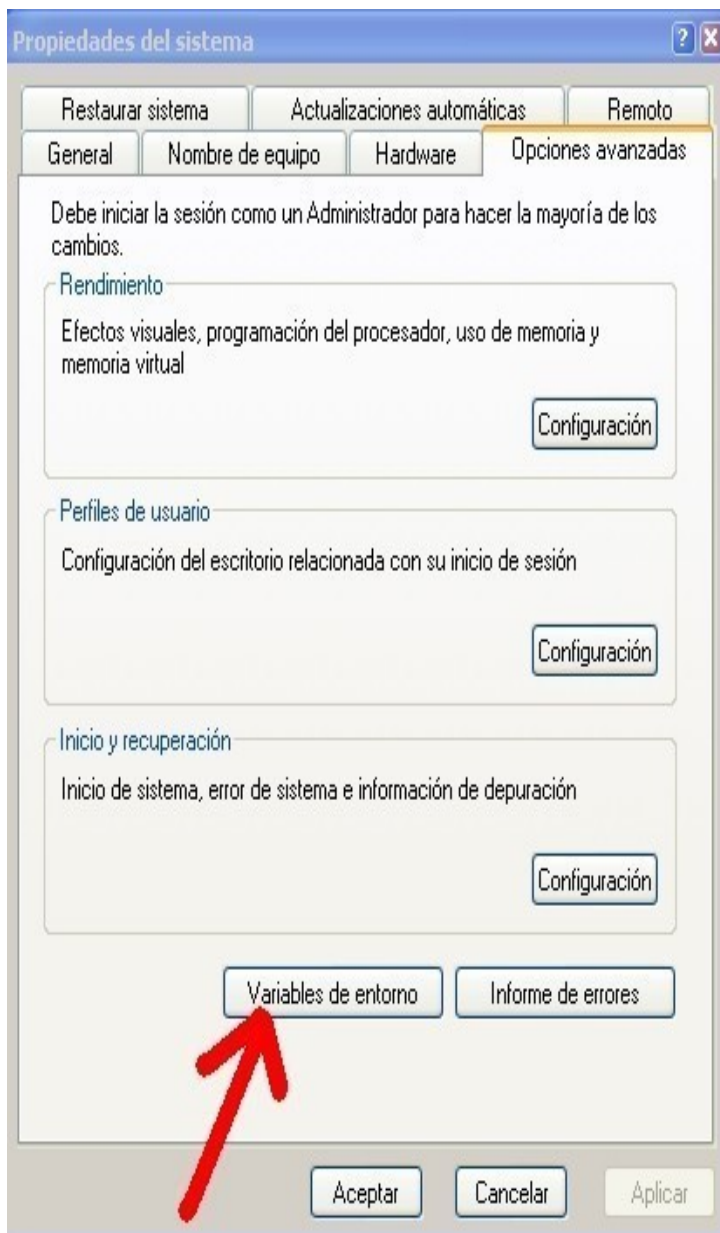 Propiedades del sistema
Restaurar sistema
Actualizaciones automáticas
Remoto
General
Nombre de equipo
Hardware
Opciones avanzadas
Debe iniciar la sesión como un Administrador para hacer la mayoría de los
cambios.
Rendimiento
Efectos visuales, programación del procesador, uso de memoria y
memoria virtual
Configuración
Perfiles de usuario
Configuración del escritorio relacionada con su inicio de sesión
Configuración
Inicio y recuperación
Inicio de sistema, error de sistema e información de depuración
Configuración
Variables de entorno
Informe de errores
Aceptar
Cancelar
Aplicar